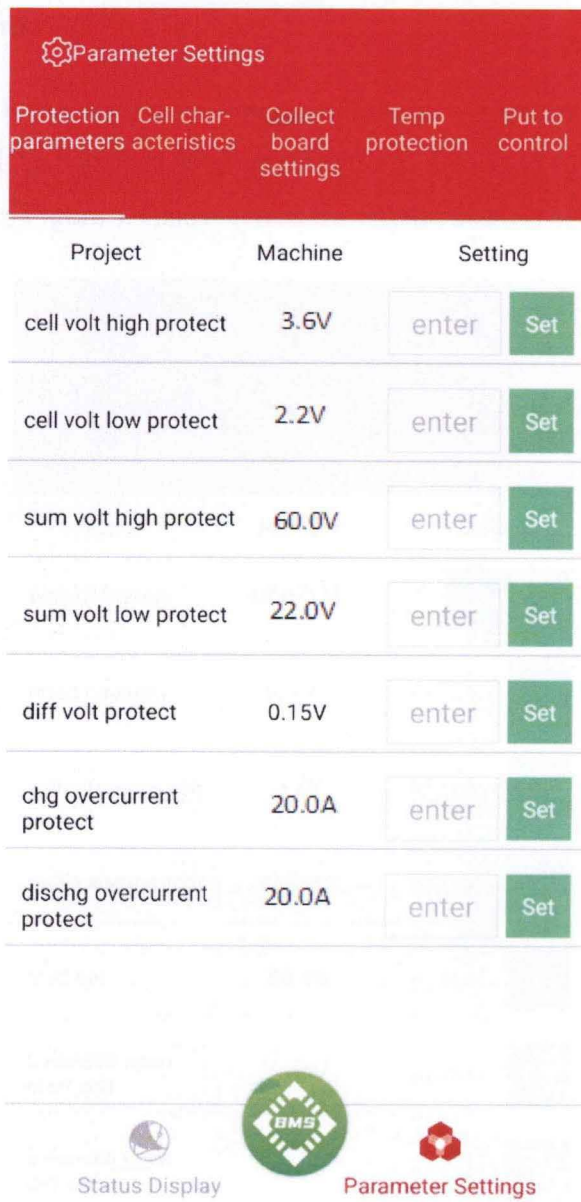 Parameter Settings
Protection Cell char- Collect Temp Put to
parameters acteristics board protection control
settings
Project Machine Setting
cell volt high protect 3.6V enter Set
cell volt low protect 2.2V enter Set
sum volt high protect 60.0V enter Set
sum volt low protect 22.0V enter Set
diff volt protect 0.15V enter Set
chg overcurrent
protect 20.0A enter Set
dischg overcurrent
protect 20.0A enter Set
BMS
Status Display Parameter Settings